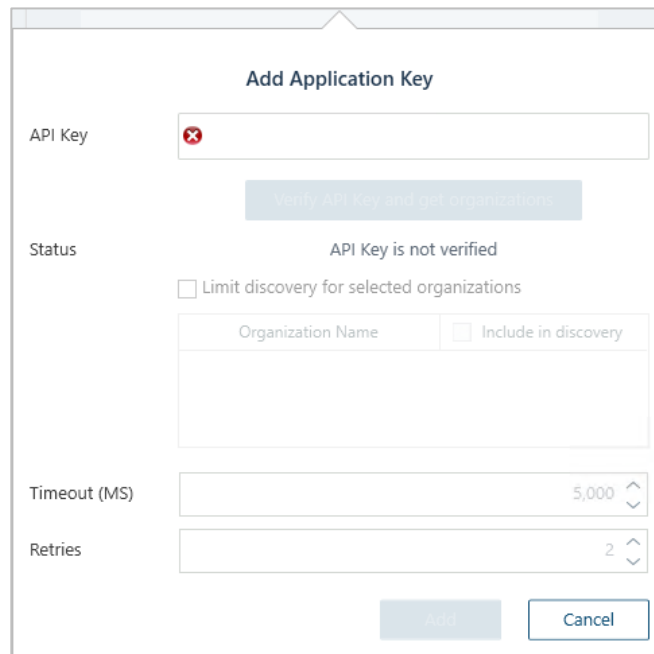 Add Application Key
API Key
Verify API Key and get organizations
Status API Key is not verified
Limit discovery for selected organizations
Organization Name Include in discovery
Timeout (MS) 5,000
Retries 2
Add Cancel